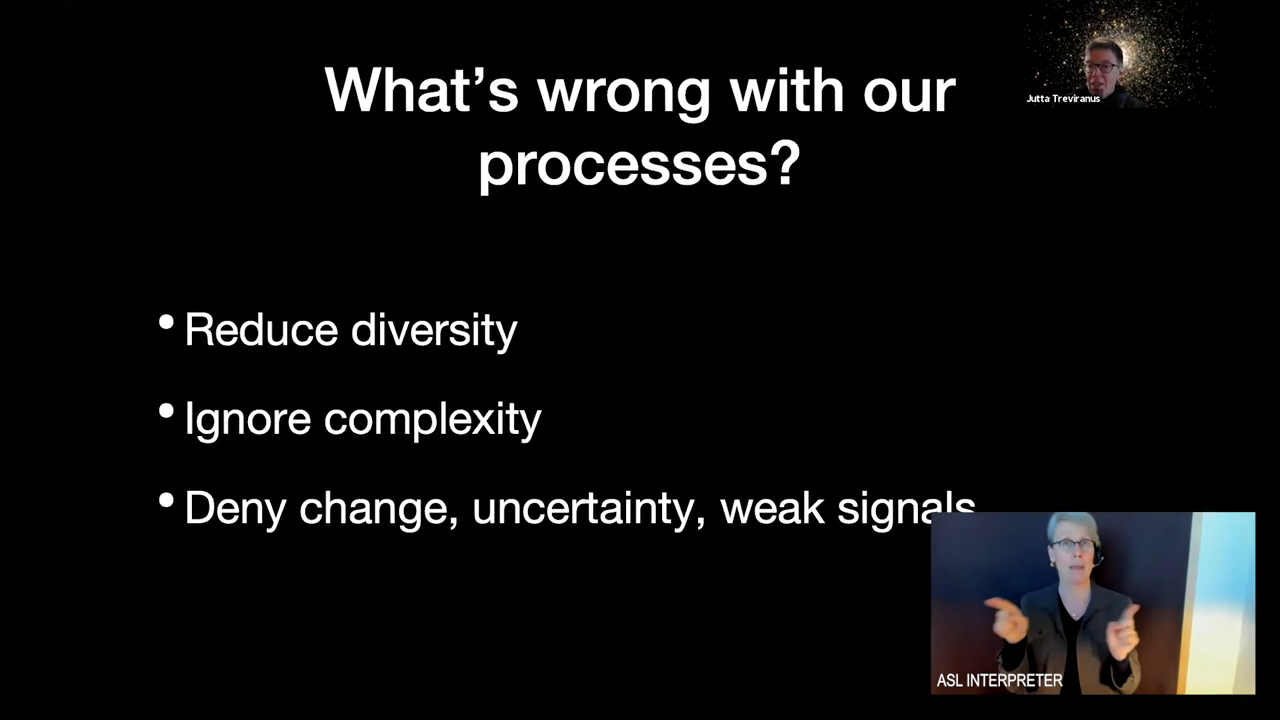 What’s wrong with our
processes?
Jutta Treviranus
• Reduce diversity
• Ignore complexity
• Deny change, uncertainty, weak signals
ASL INTERPRETER